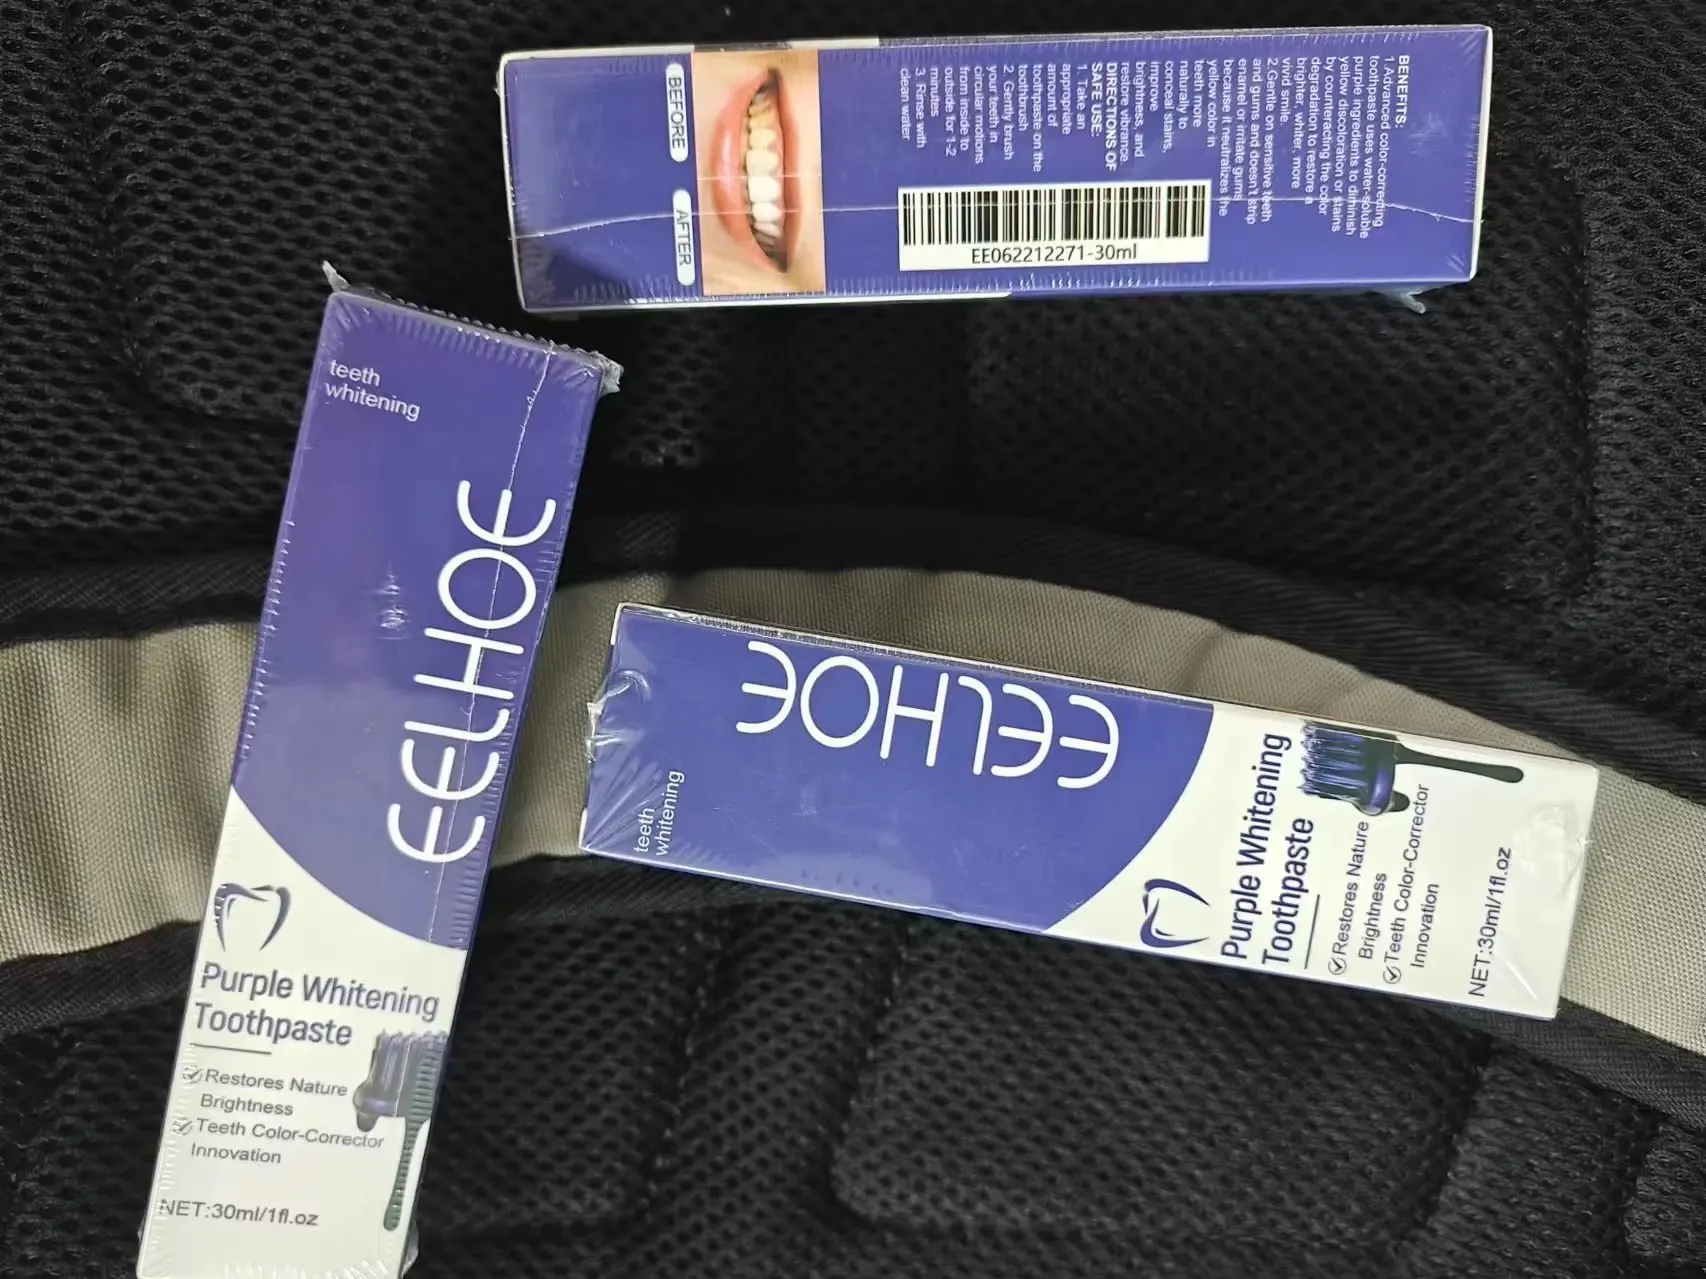 BENEFITS:
1.Advanced color-correcting
toothpaste uses water-soluble
purple ingredients to diminish
yellow discoloration or stains
by counteracting the color
degradation to restore a
brighter, whiter, more
vivid smile.
2.Gentle on sensitive teeth
and gums and doesn't strip
enamel or irritate gums
because it neutralizes the
yellow color in
teeth more
naturally to
conceal stains,
improve
brightness, and
restore vibrance.
DIRECTIONS OF
SAFE USE:
1. Take an
appropriate
amount of
toothpaste on the
toothbrush
2. Gently brush
your teeth in
circular motions
from inside to
outside for 1-2
minutes
3. Rinse with
clean water
EE062212271-30ml
BEFORE
AFTER
teeth
whitening
EELHOE
Purple Whitening
Toothpaste
Restores Nature
Brightness
Teeth Color-Corrector
Innovation
NET:30ml/1fl.oz
teeth
whitening
EELHOE
Purple Whitening
Toothpaste
Restores Nature
Brightness
Teeth Color-Corrector
Innovation
NET:30ml/1fl.oz